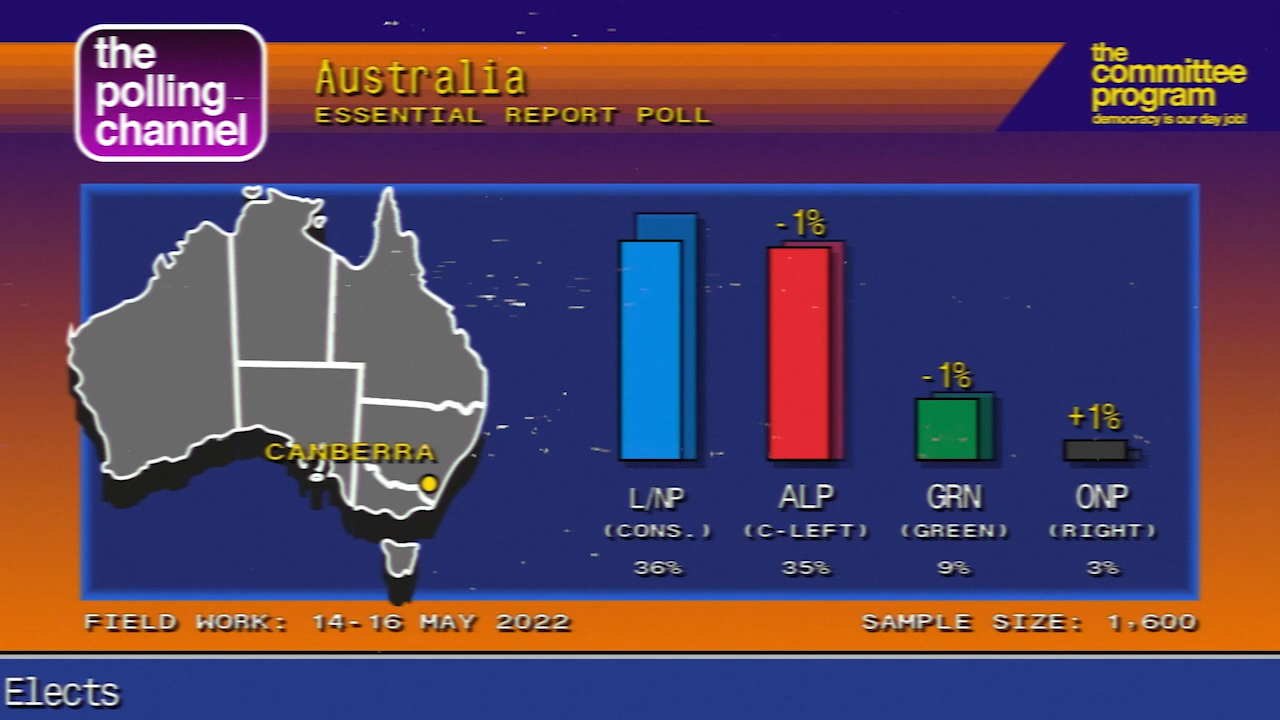 the
polling
channel
Australia
ESSENTIAL REPORT POLL
the
committee
program
democracy is our day job!
CANBERRA
-1%
-1%
+1%
L/NP
ALP
GRN
ONP
(CONS.)
(C-LEFT)
(GREEN)
(RIGHT)
36%
35%
9%
3%
FIELD WORK: 14-16 MAY 2022
SAMPLE SIZE: 1,600
Elects